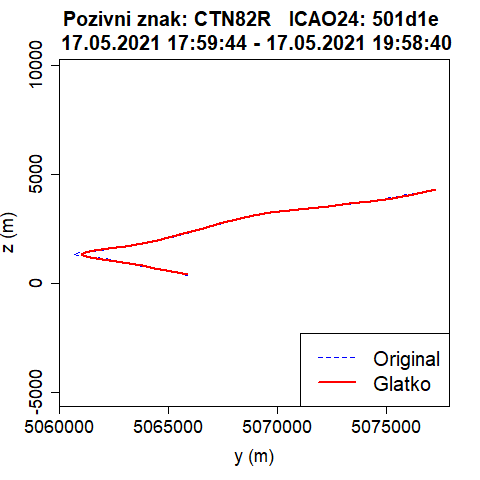 Pozivni znak: CTN82R ICAO24: 501d1e
17.05.2021 17:59:44 - 17.05.2021 19:58:40
10000
5000
0
-5000
z (m)
5060000 5065000 5070000 5075000
y (m)
Original
Glatko